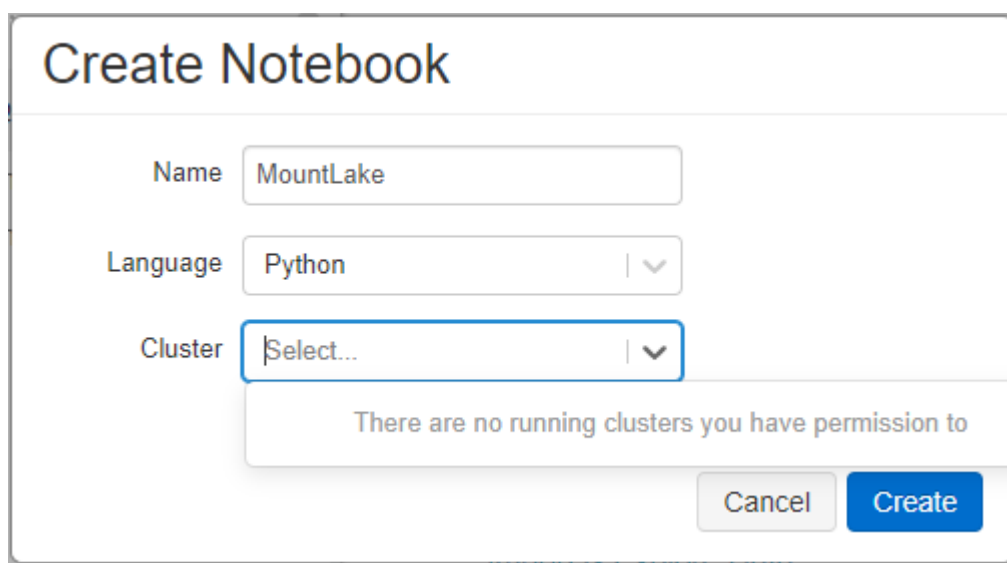 Create Notebook
Name MountLake
Language Python
Cluster Select...
There are no running clusters you have permission to
Cancel Create